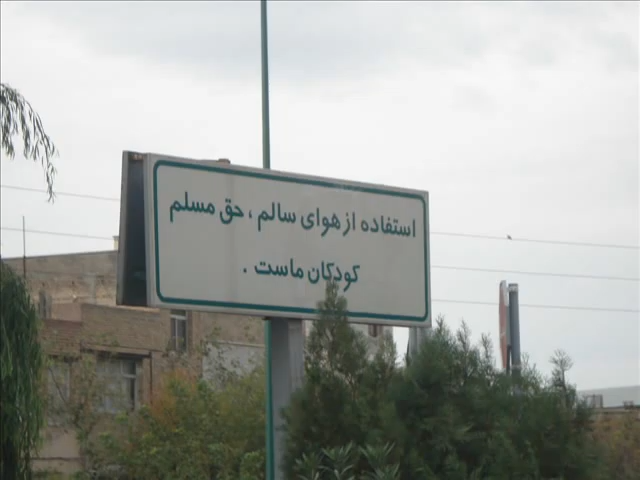 استفاده از هوای سالم ، حق مسلم
کودکان ماست .